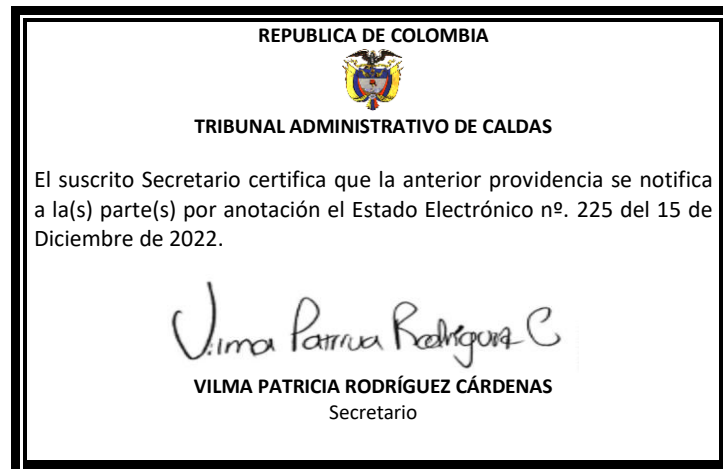 REPUBLICA DE COLOMBIA
TRIBUNAL ADMINISTRATIVO DE CALDAS
El suscrito Secretario certifica que la anterior providencia se notifica
a la(s) parte(s) por anotación el Estado Electrónico nº. 225 del 15 de
Diciembre de 2022.
Vilma Patricia Rodríguez C
VILMA PATRICIA RODRÍGUEZ CÁRDENAS
Secretario